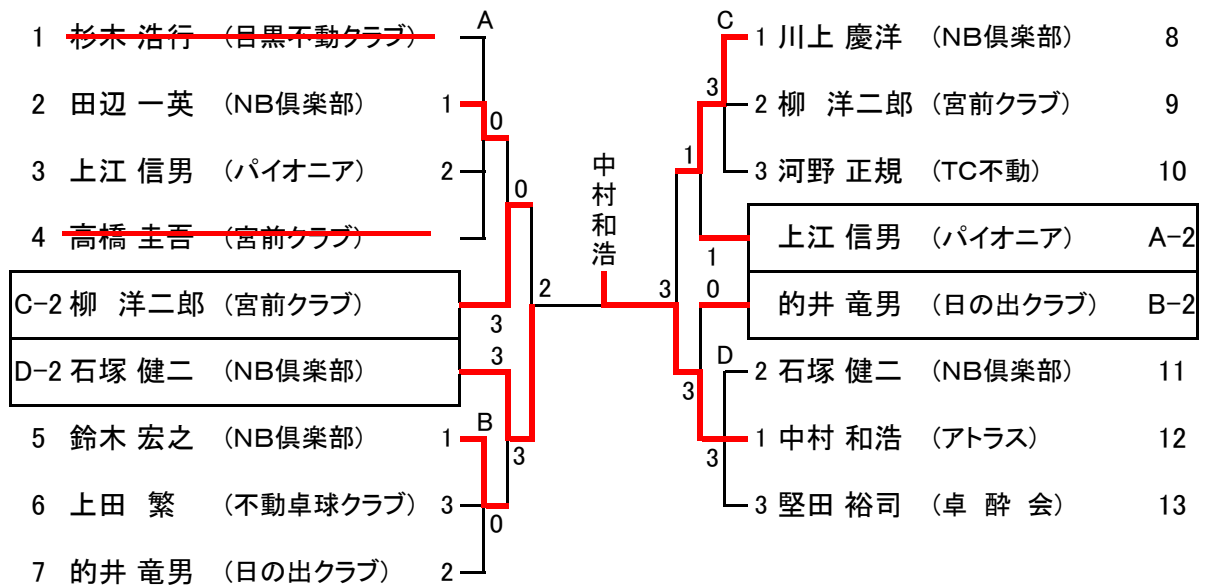 A
1 杉木 浩行 (目黒不動クラブ)
2 田辺 一英 (NB倶楽部) 1
0
3 上江 信男 (パイオニア) 2
0
4 高橋 圭吾 (宮前クラブ)
C-2 柳 洋二郎 (宮前クラブ)
3
2
D-2 石塚 健二 (NB倶楽部)
3
B
5 鈴木 宏之 (NB倶楽部) 1
3
6 上田 繁 (不動卓球クラブ) 3
0
7 的井 竜男 (日の出クラブ) 2
中村和浩
C
1 川上 慶洋 (NB倶楽部) 8
3
2 柳 洋二郎 (宮前クラブ) 9
1
3 河野 正規 (TC不動) 10
上江 信男 (パイオニア) A-2
1
3
0
的井 竜男 (日の出クラブ) B-2
D
2 石塚 健二 (NB倶楽部) 11
3
1 中村 和浩 (アトラス) 12
3
3 堅田 裕司 (卓 酔 会) 13